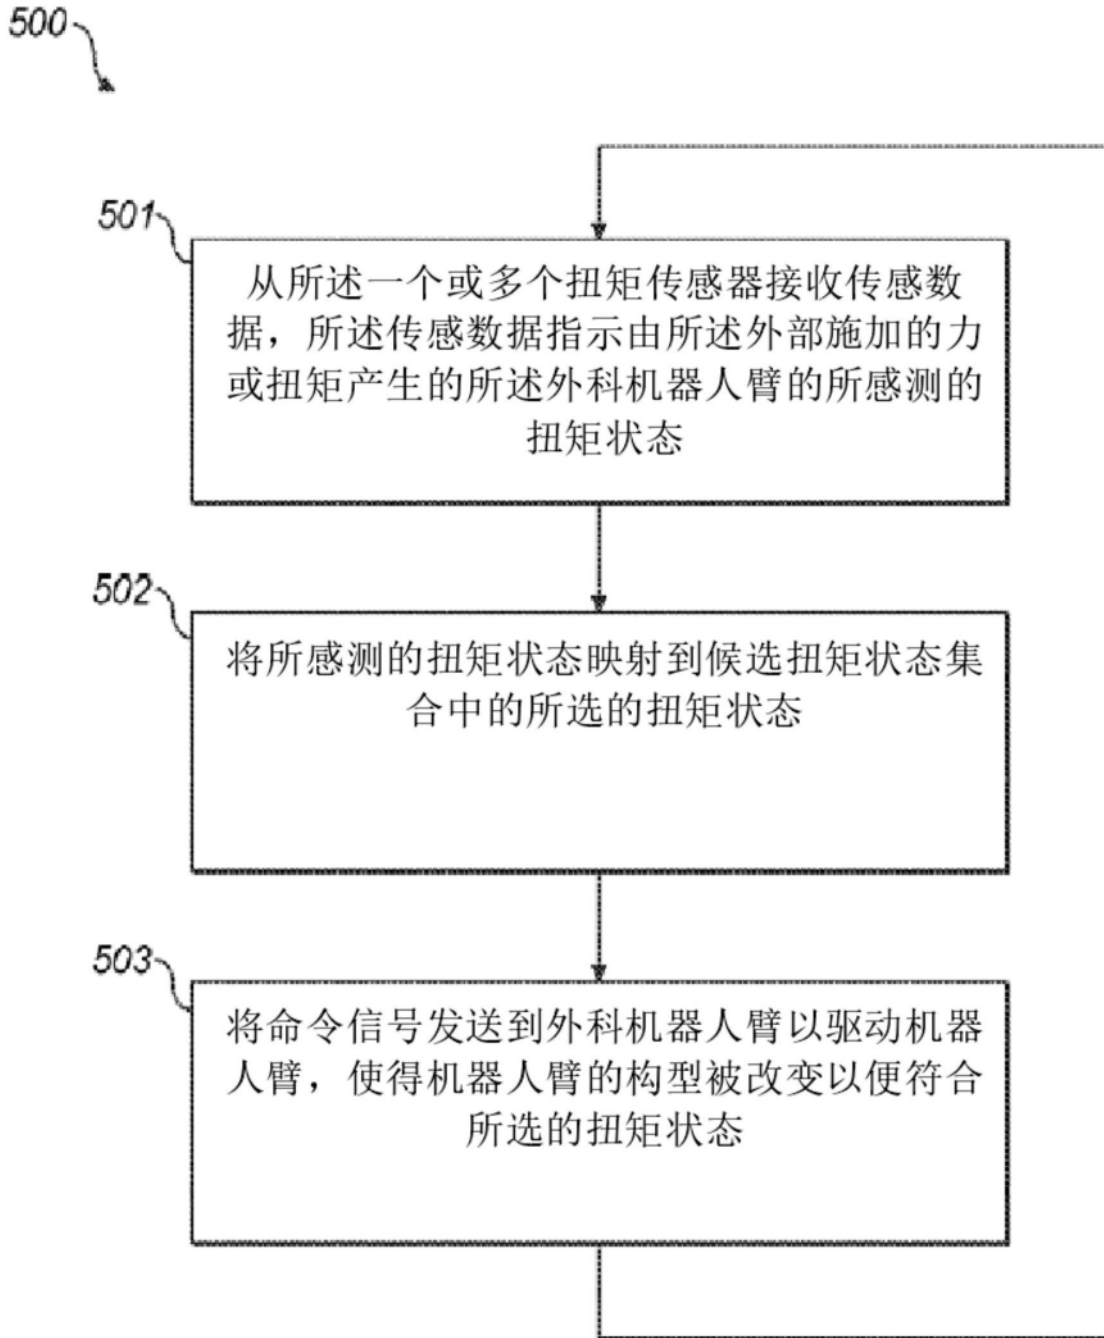 500
501
从所述一个或多个扭矩传感器接收传感数
据，所述传感数据指示由所述外部施加的力
或扭矩产生的所述外科机器人臂的所感测的
扭矩状态
502
将所感测的扭矩状态映射到候选扭矩状态集
合中的所选的扭矩状态
503
将命令信号发送到外科机器人臂以驱动机器
人臂，使得机器人臂的构型被改变以便符合
所选的扭矩状态